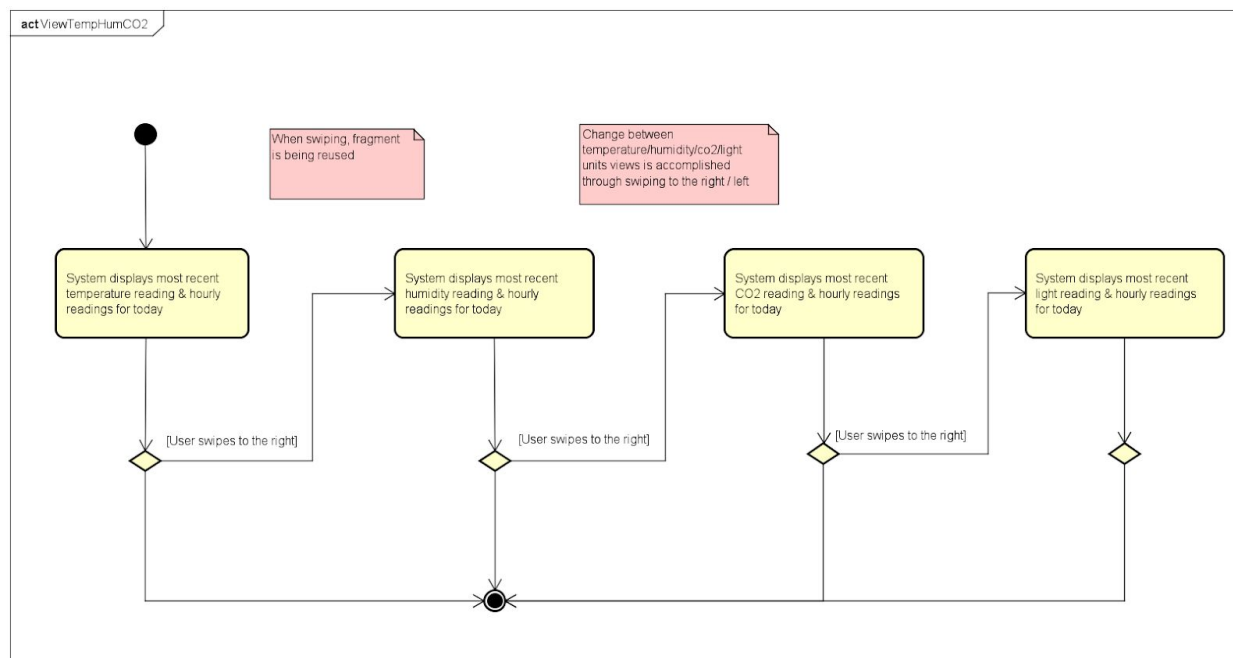 act ViewTempHumCO2
When swiping, fragment
is being reused
Change between
temperature/humidity/co2/light
units views is accomplished
through swiping to the right / left
System displays most recent
temperature reading & hourly
readings for today
System displays most recent
humidity reading & hourly
readings for today
System displays most recent
CO2 reading & hourly readings
for today
System displays most recent
light reading & hourly readings
for today
[User swipes to the right]
[User swipes to the right]
[User swipes to the right]